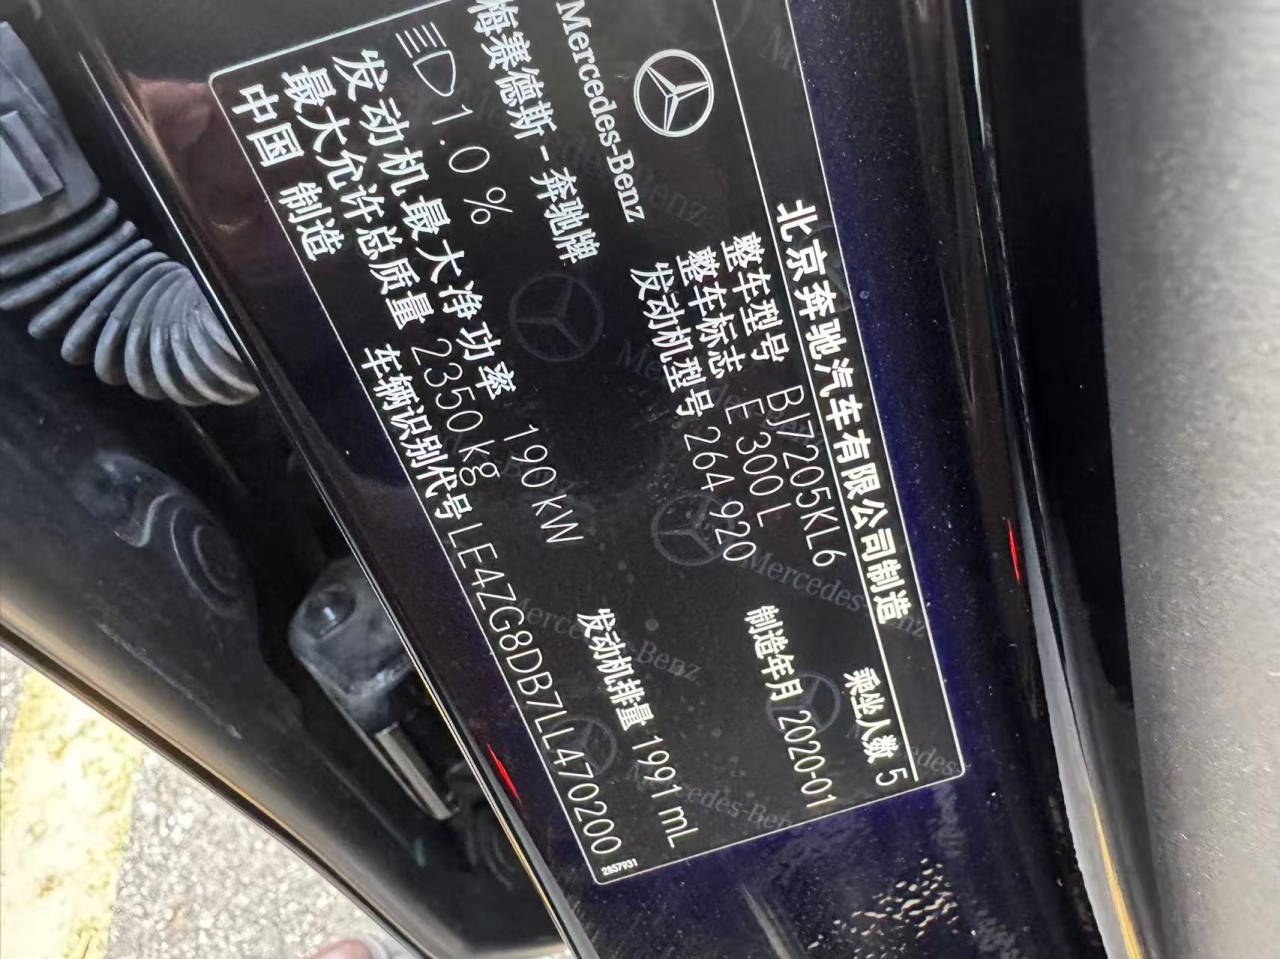 北京奔驰汽车有限公司制造
乘坐人数 5
整车型号 BJ7205KL6
整车标志 E 300 L
制造年月 2020-01
发动机型号 264 920
Mercedes-Benz
梅赛德斯-奔驰牌
1.0 %
发动机最大净功率 190 kW
发动机排量 1991 mL
最大允许总质量 2350 kg
中国 制造
车辆识别代号 LE4ZG8DB7LL470200
2857931